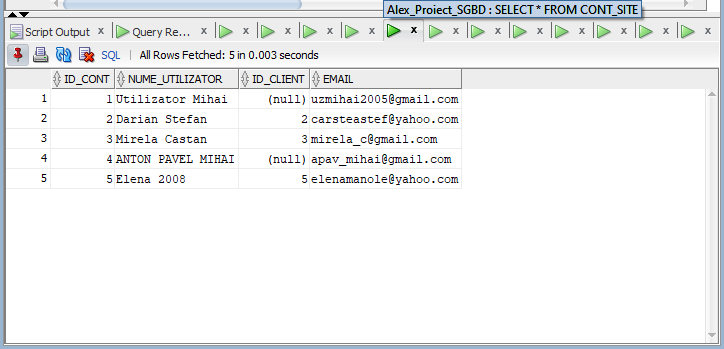 Alex_Proiect_SGBD : SELECT * FROM CONT_SITE
Script Output x Query Re... x x x x x x x x x x x
SQL | All Rows Fetched: 5 in 0.003 seconds
ID_CONT NUME_UTILIZATOR ID_CLIENT EMAIL
1 1 Utilizator Mihai (null) uzmihai2005@gmail.com
2 2 Darian Stefan 2 carsteastef@yahoo.com
3 3 Mirela Castan 3 mirela_c@gmail.com
4 4 ANTON PAVEL MIHAI (null) apav_mihai@gmail.com
5 5 Elena 2008 5 elenamanole@yahoo.com